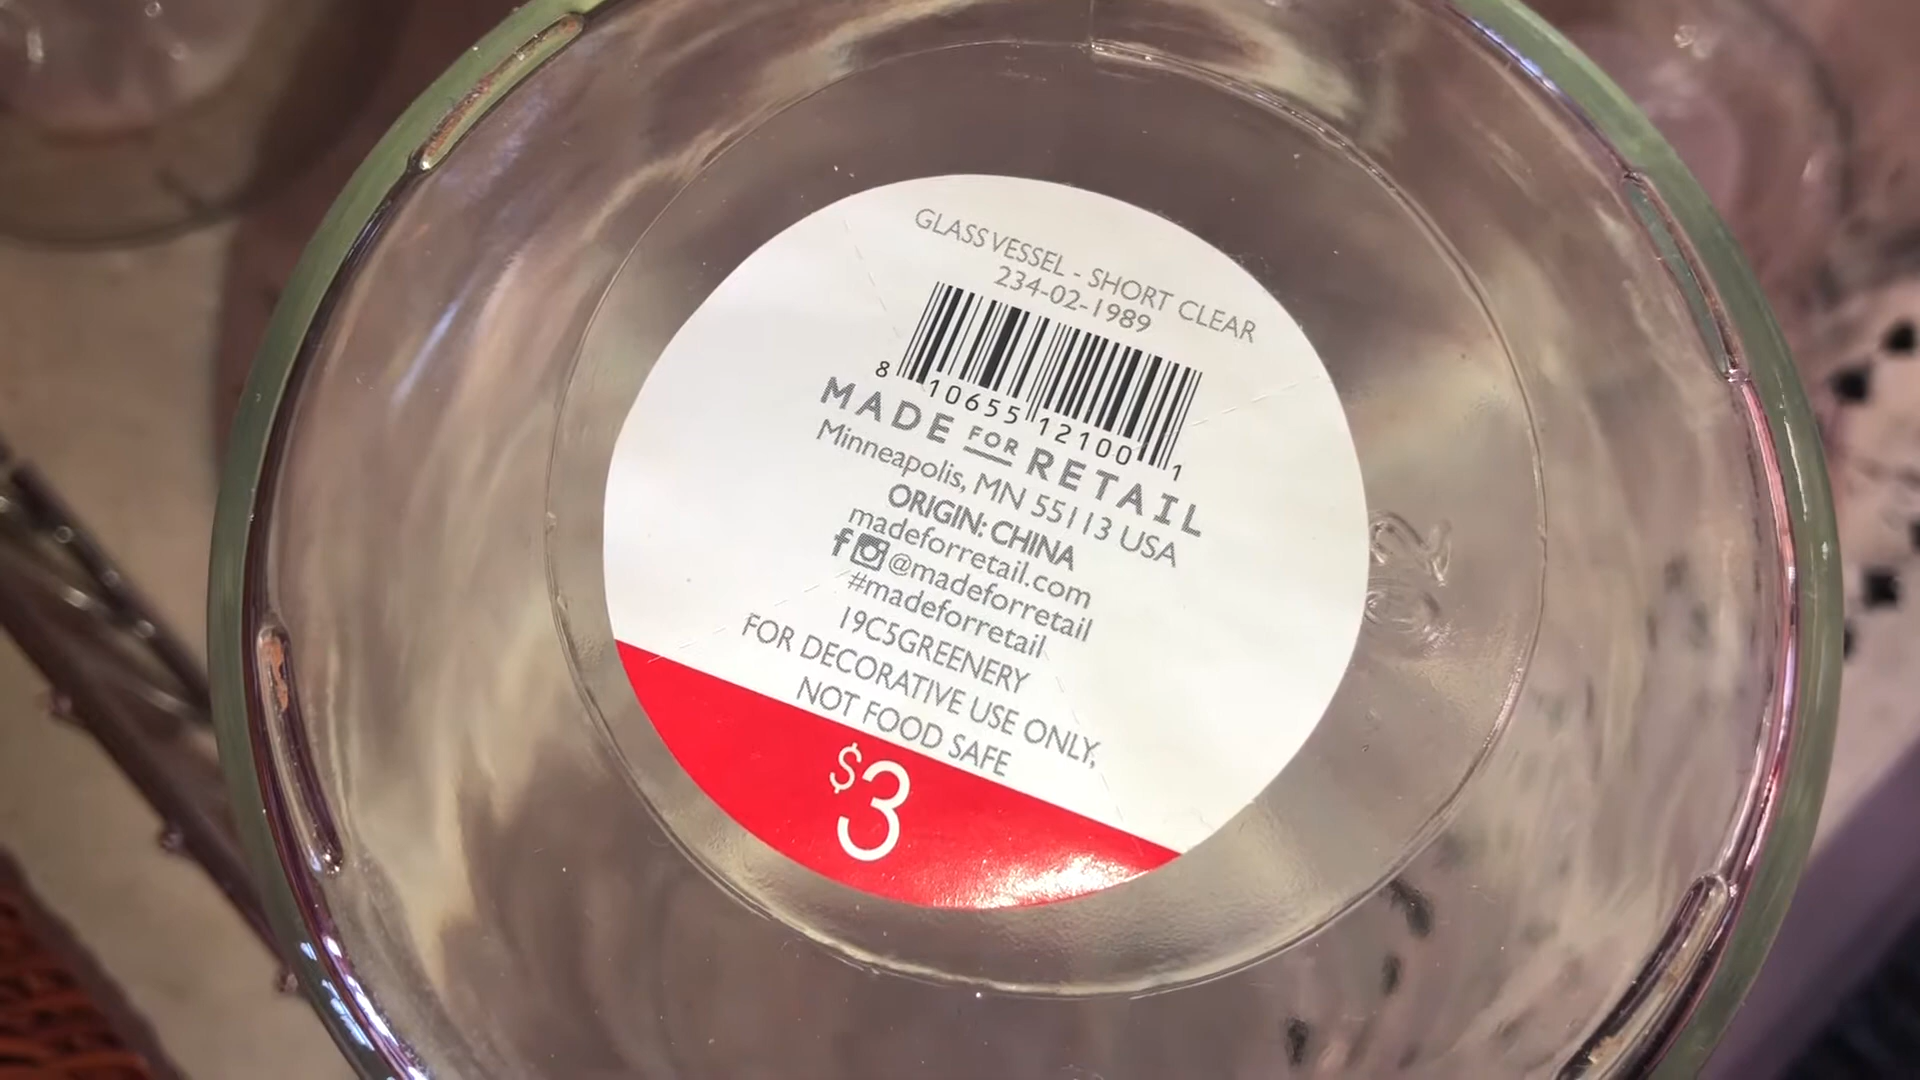 GLASS VESSEL - SHORT CLEAR
234-02-1989
8 10655 12100 1
MADE FOR RETAIL
Minneapolis, MN 55113 USA
ORIGIN: CHINA
madeforretail.com
@madeforretail
#madeforretail
19C5GREENERY
FOR DECORATIVE USE ONLY,
NOT FOOD SAFE
$3